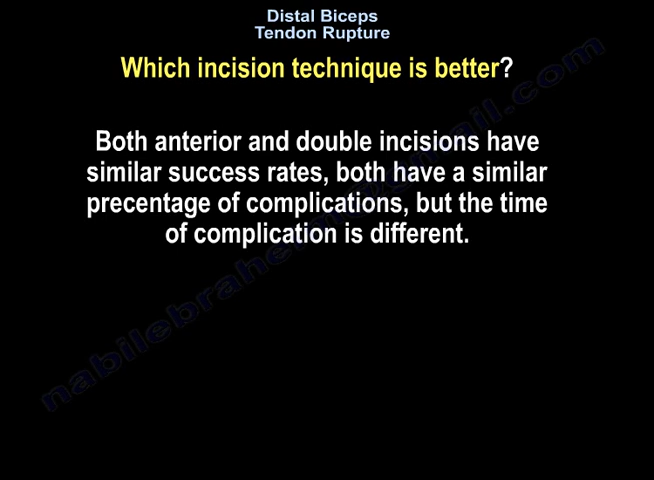 Distal Biceps
Tendon Rupture
Which incision technique is better?
Both anterior and double incisions have
similar success rates, both have a similar
precentage of complications, but the time
of complication is different.